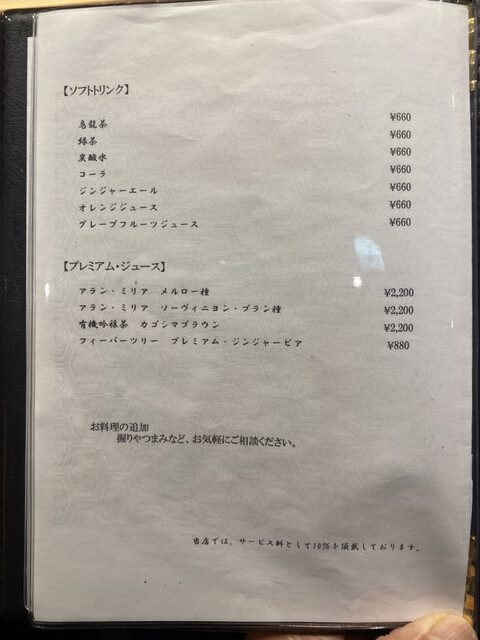 【ソフトトリンク】
烏龍茶 ¥660
緑茶 ¥660
炭酸水 ¥660
コーラ ¥660
ジンジャーエール ¥660
オレンジジュース ¥660
グレープフルーツジュース ¥660
【プレミアム・ジュース】
アラン・ミリア メルロー種 ¥2,200
アラン・ミリア ソーヴィニヨン・ブラン種 ¥2,200
有機吟穣茶 カゴシマブラウン ¥2,200
フィーバーツリー プレミアム・ジンジャービア ¥880
お料理の追加
握りやつまみなど、お気軽にご相談ください。
当店では、サービス料として10%を頂戴しております。